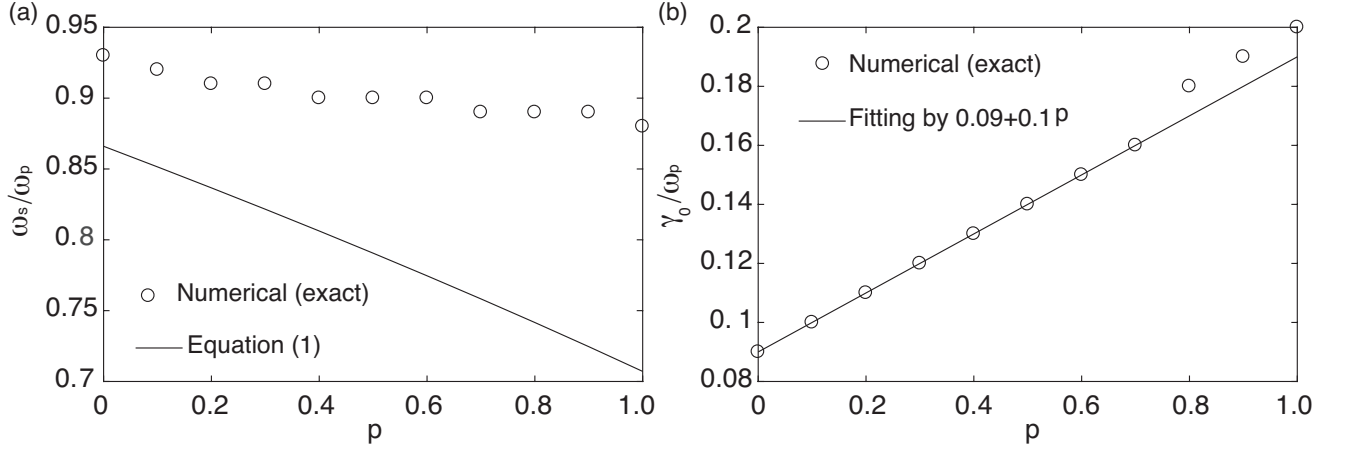 (a)
0.95
0.9
0.85
0.8
0.75
0.7
ωs/ωp
Numerical (exact)
Equation (1)
0 0.2 0.4 0.6 0.8 1.0
p
(b)
0.2
0.18
0.16
0.14
0.12
0.1
0.08
γ0/ωp
Numerical (exact)
Fitting by 0.09+0.1p
0 0.2 0.4 0.6 0.8 1.0
p